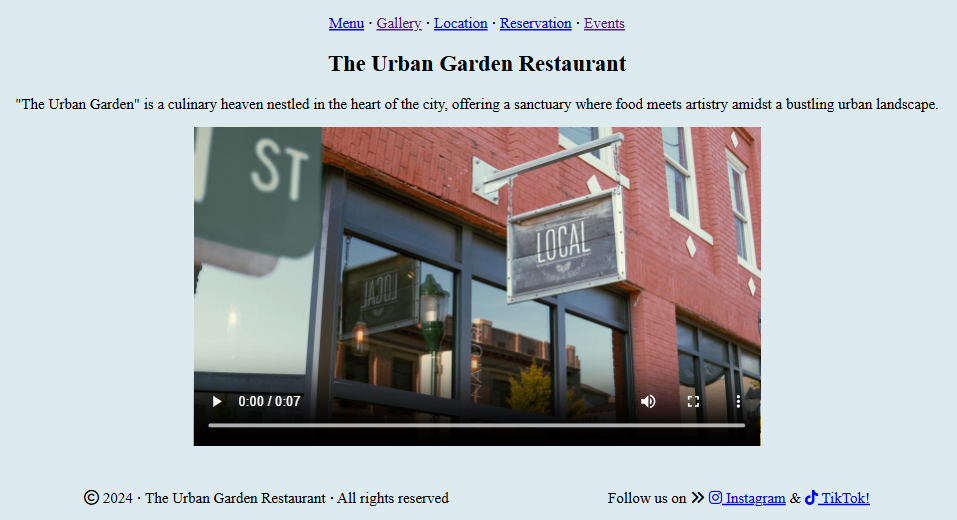 Menu · Gallery · Location · Reservation · Events
The Urban Garden Restaurant
"The Urban Garden" is a culinary heaven nestled in the heart of the city, offering a sanctuary where food meets artistry amidst a bustling urban landscape.
ST
LOCAL
LOCAL
0:00 / 0:07
© 2024 · The Urban Garden Restaurant · All rights reserved
Follow us on Instagram & TikTok!